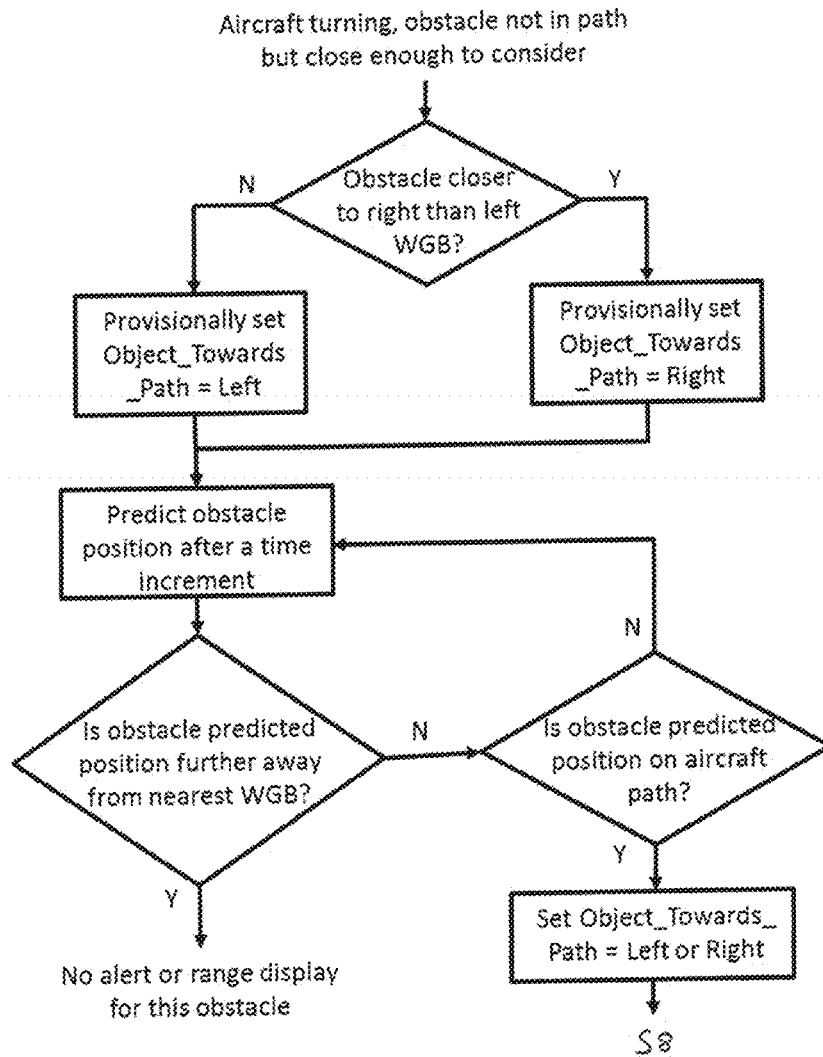 Aircraft turning, obstacle not in path
but close enough to consider
N
Obstacle closer
to right than left
WGB?
Y
Provisionally set
Object_Towards
_Path = Left
Provisionally set
Object_Towards
_Path = Right
Predict obstacle
position after a time
increment
N
Is obstacle predicted
position further away
from nearest WGB?
N
Is obstacle predicted
position on aircraft
path?
Y
No alert or range display
for this obstacle
Y
Set Object_Towards_
Path = Left or Right
S8